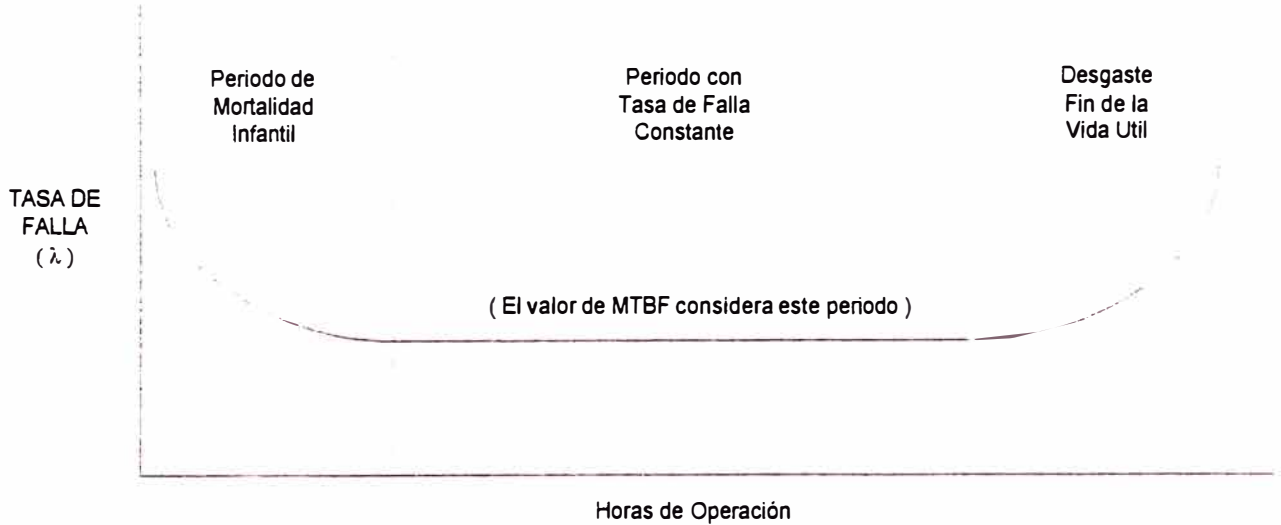 Periodo de
Mortalidad
Infantil
Periodo con
Tasa de Falla
Constante
Desgaste
Fin de la
Vida Util
TASA DE
FALLA
( λ )
( El valor de MTBF considera este periodo )
Horas de Operación